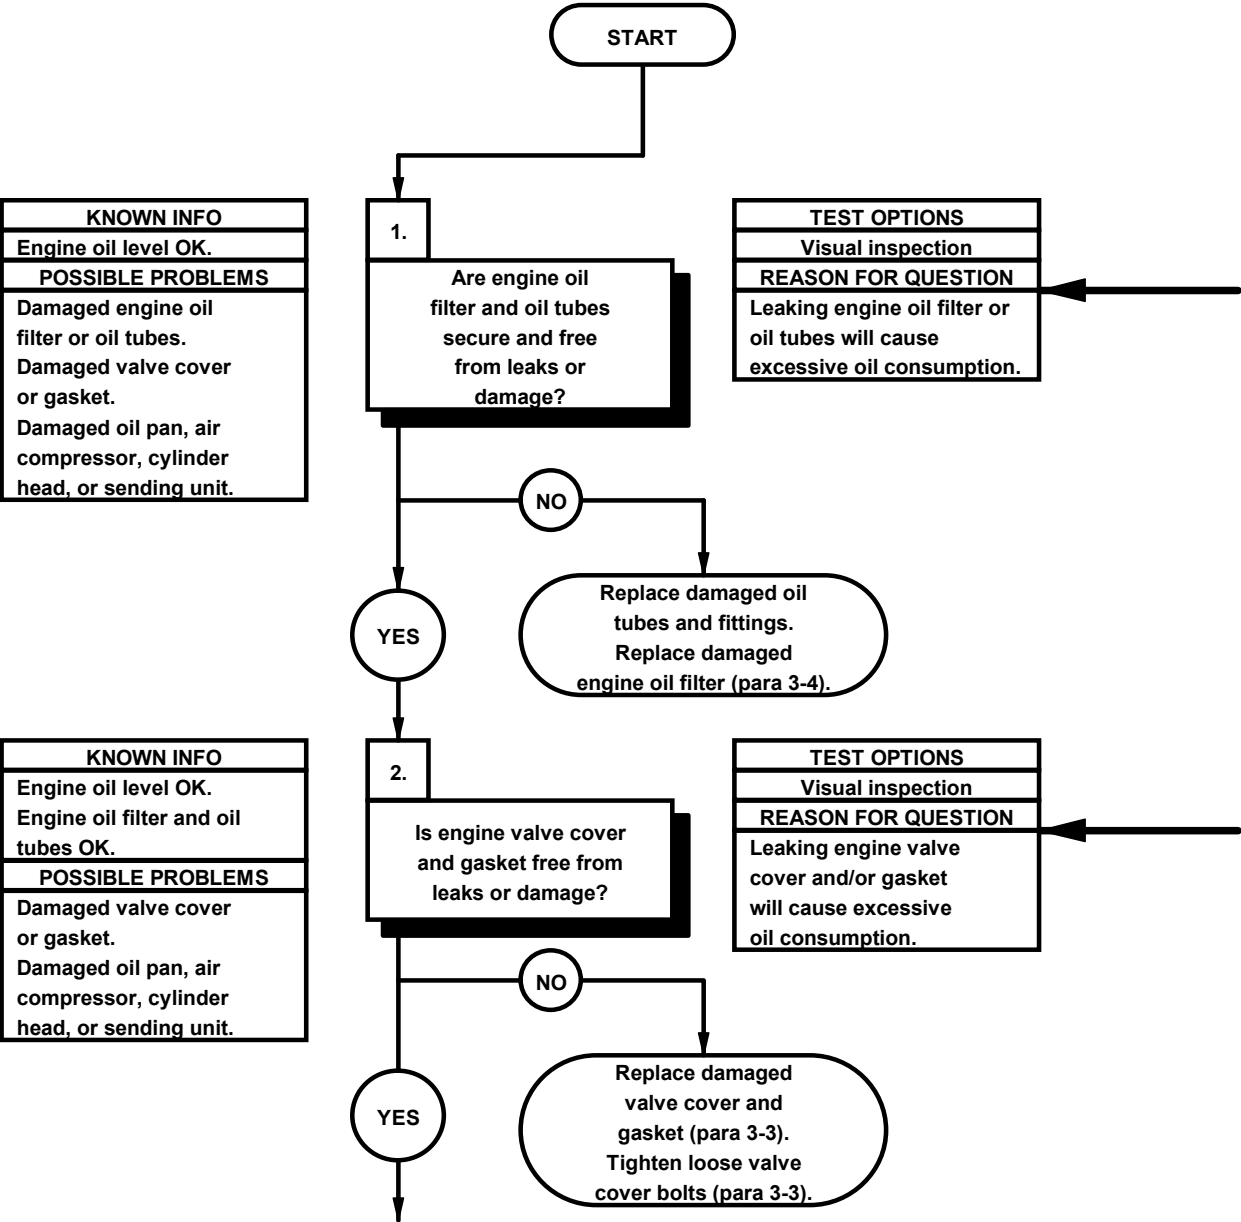 START
KNOWN INFO
Engine oil level OK.
POSSIBLE PROBLEMS
Damaged engine oil
filter or oil tubes.
Damaged valve cover
or gasket.
Damaged oil pan, air
compressor, cylinder
head, or sending unit.
1.
Are engine oil
filter and oil tubes
secure and free
from leaks or
damage?
TEST OPTIONS
Visual inspection
REASON FOR QUESTION
Leaking engine oil filter or
oil tubes will cause
excessive oil consumption.
NO
Replace damaged oil
tubes and fittings.
Replace damaged
engine oil filter (para 3-4).
YES
KNOWN INFO
Engine oil level OK.
Engine oil filter and oil
tubes OK.
POSSIBLE PROBLEMS
Damaged valve cover
or gasket.
Damaged oil pan, air
compressor, cylinder
head, or sending unit.
2.
Is engine valve cover
and gasket free from
leaks or damage?
TEST OPTIONS
Visual inspection
REASON FOR QUESTION
Leaking engine valve
cover and/or gasket
will cause excessive
oil consumption.
NO
Replace damaged
valve cover and
gasket (para 3-3).
Tighten loose valve
cover bolts (para 3-3).
YES